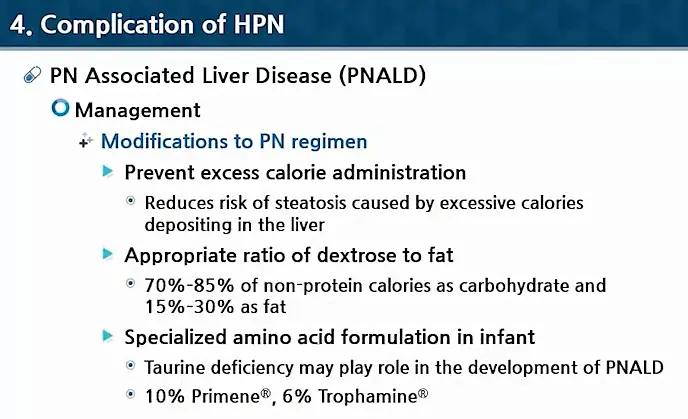 4. Complication of HPN
PN Associated Liver Disease (PNALD)
Management
Modifications to PN regimen
Prevent excess calorie administration
Reduces risk of steatosis caused by excessive calories
depositing in the liver
Appropriate ratio of dextrose to fat
70%-85% of non-protein calories as carbohydrate and
15%-30% as fat
Specialized amino acid formulation in infant
Taurine deficiency may play role in the development of PNALD
10% Primene®, 6% Trophamine®